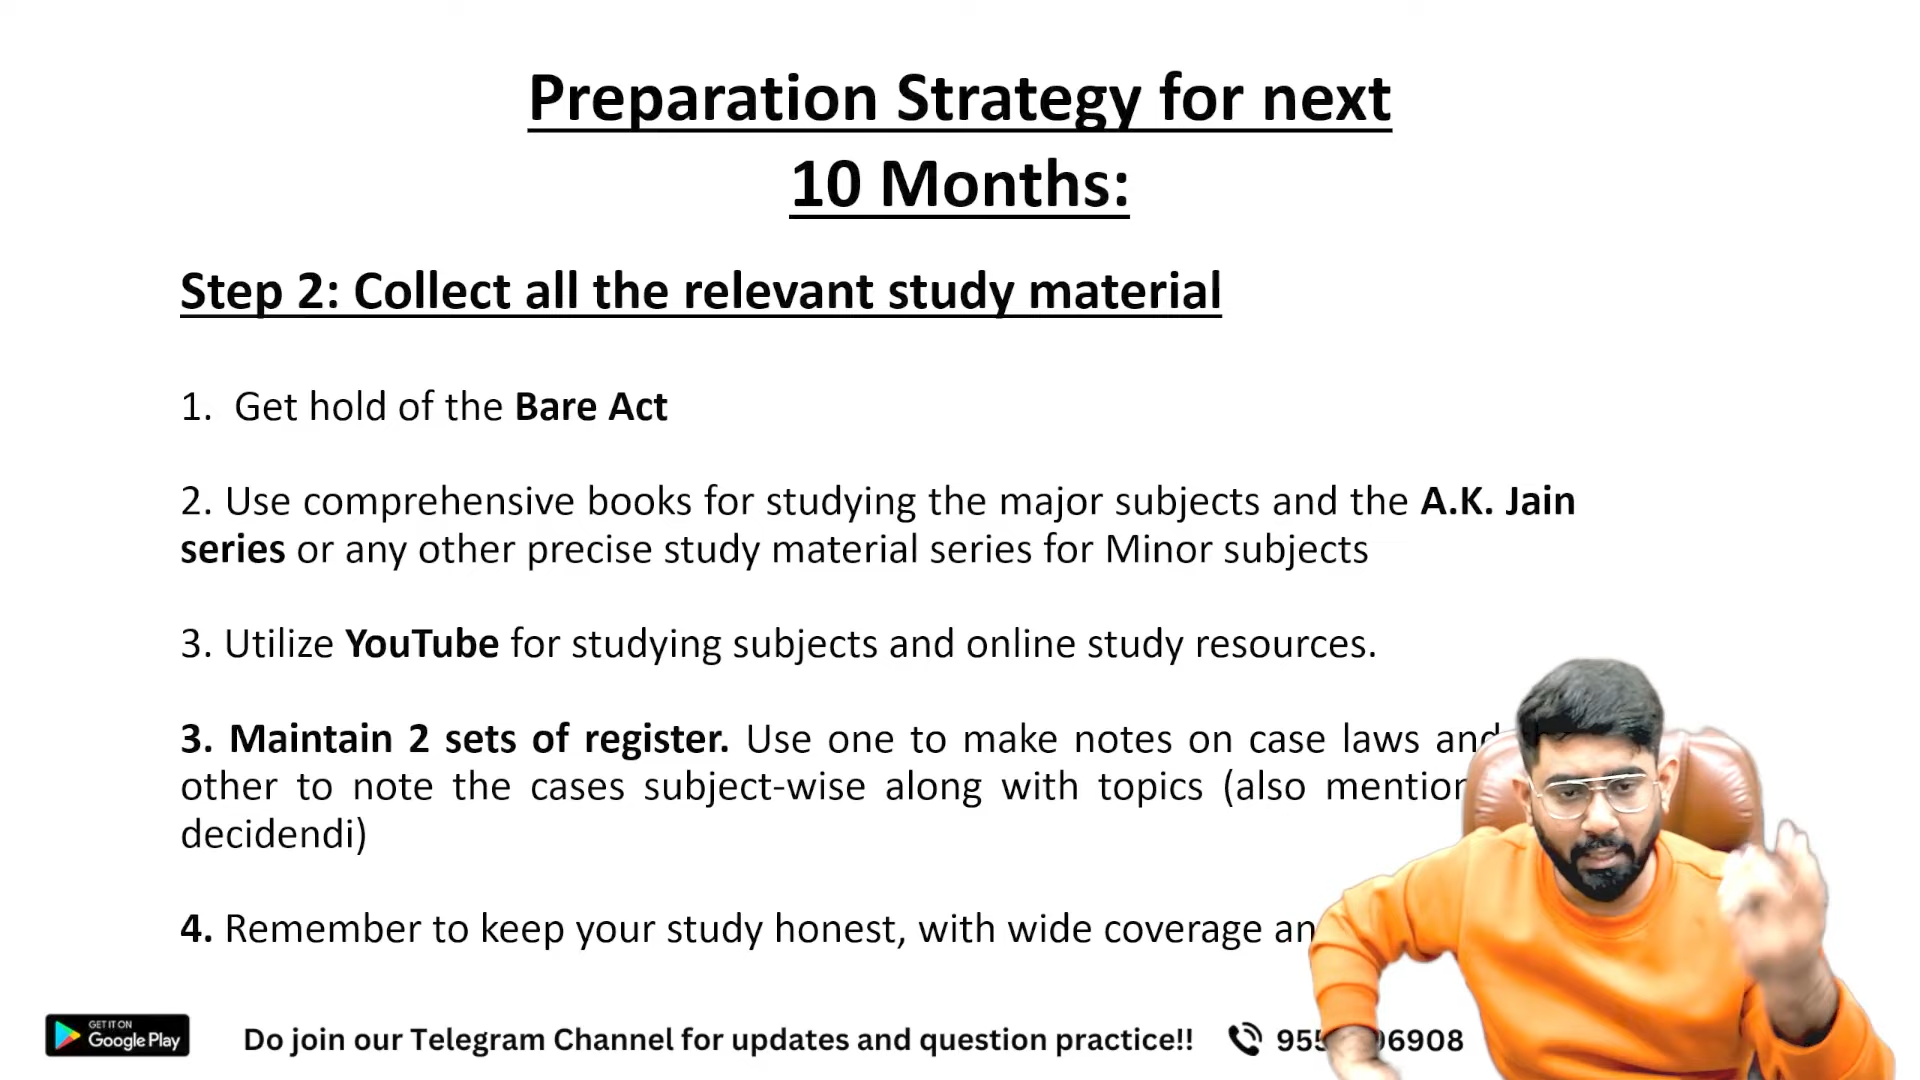 Preparation Strategy for next
10 Months:
Step 2: Collect all the relevant study material
1. Get hold of the Bare Act
2. Use comprehensive books for studying the major subjects and the A.K. Jain
series or any other precise study material series for Minor subjects
3. Utilize YouTube for studying subjects and online study resources.
3. Maintain 2 sets of register. Use one to make notes on case laws and
other to note the cases subject-wise along with topics (also mention
decidendi)
4. Remember to keep your study honest, with wide coverage
GET IT ON
Google Play
Do join our Telegram Channel for updates and question practice!!